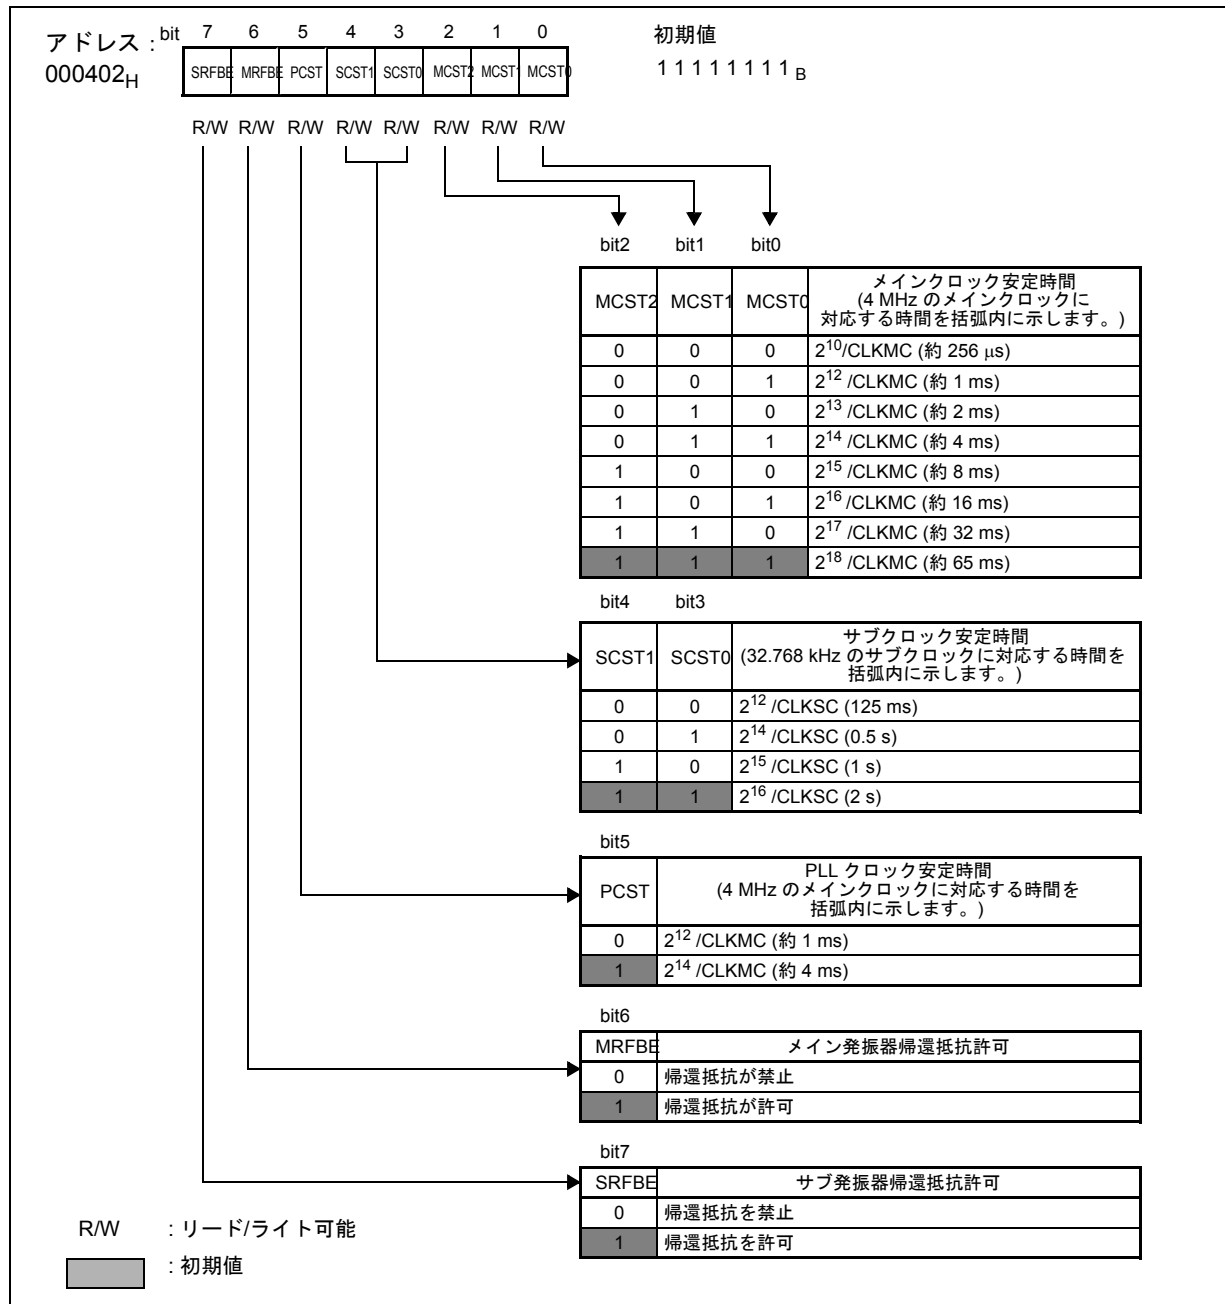 アドレス : bit 7 6 5 4 3 2 1 0 初期値
000402H SRFBE MRFBE PCST SCST1 SCST0 MCST2 MCST1 MCST0 1 1 1 1 1 1 1 1 B
R/W R/W R/W R/W R/W R/W R/W R/W
bit2 bit1 bit0
MCST2 MCST1 MCST0 メインクロック安定時間
(4 MHz のメインクロックに
対応する時間を括弧内に示します。)
0 0 0 2^10/CLKMC (約 256 μs)
0 0 1 2^12 /CLKMC (約 1 ms)
0 1 0 2^13 /CLKMC (約 2 ms)
0 1 1 2^14 /CLKMC (約 4 ms)
1 0 0 2^15 /CLKMC (約 8 ms)
1 0 1 2^16 /CLKMC (約 16 ms)
1 1 0 2^17 /CLKMC (約 32 ms)
1 1 1 2^18 /CLKMC (約 65 ms)
bit4 bit3
サブクロック安定時間
SCST1 SCST0 (32.768 kHz のサブクロックに対応する時間を
括弧内に示します。)
0 0 2^12 /CLKSC (125 ms)
0 1 2^14 /CLKSC (0.5 s)
1 0 2^15 /CLKSC (1 s)
1 1 2^16 /CLKSC (2 s)
bit5
PLL クロック安定時間
PCST (4 MHz のメインクロックに対応する時間を
括弧内に示します。)
0 2^12 /CLKMC (約 1 ms)
1 2^14 /CLKMC (約 4 ms)
bit6
MRFBE メイン発振器帰還抵抗許可
0 帰還抵抗が禁止
1 帰還抵抗が許可
bit7
SRFBE サブ発振器帰還抵抗許可
0 帰還抵抗を禁止
1 帰還抵抗を許可
R/W : リード/ライト可能
: 初期値